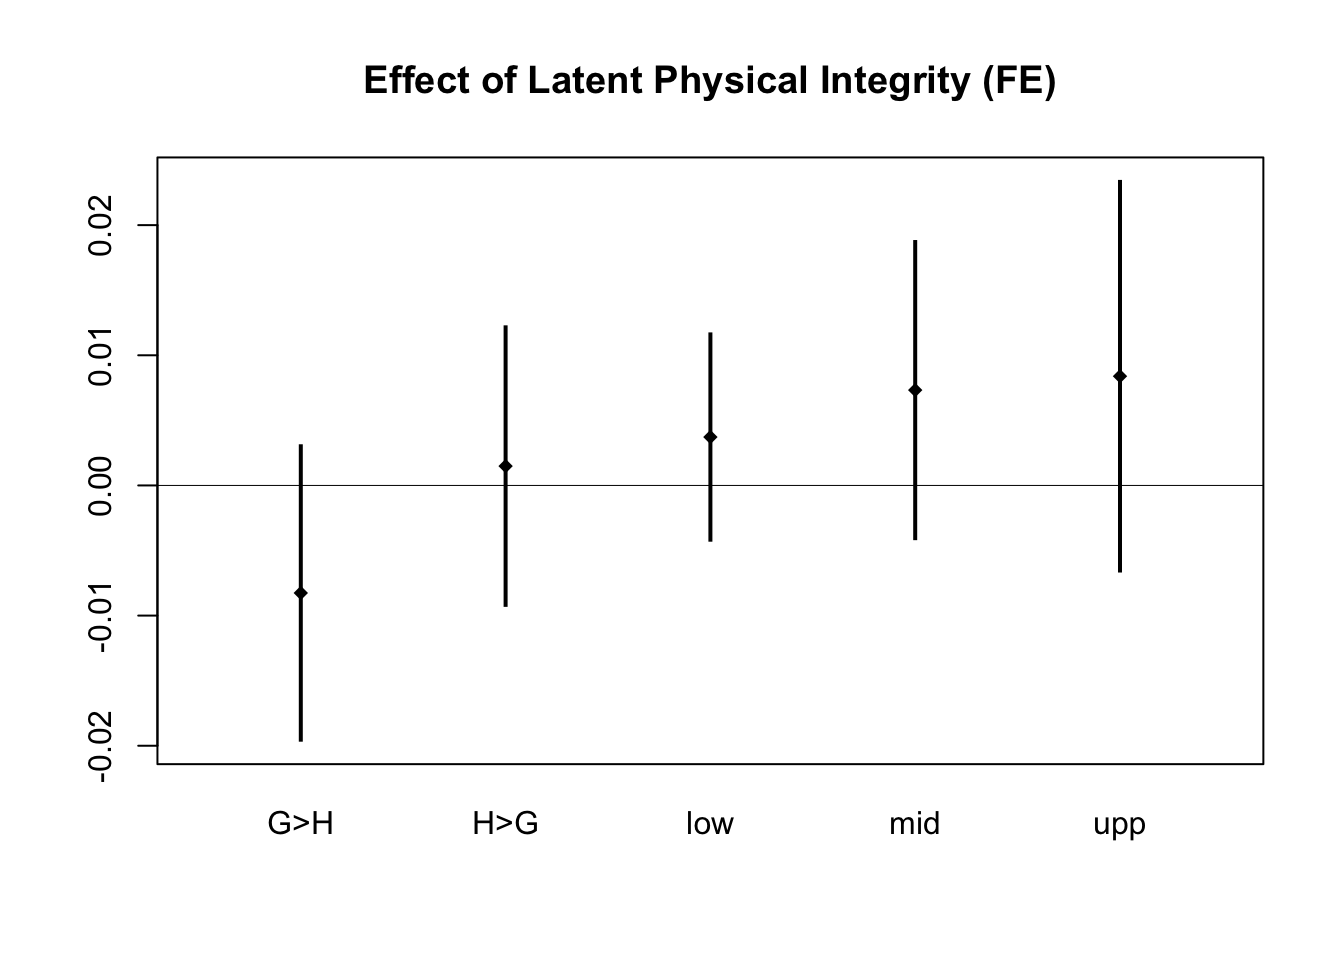 Effect of Latent Physical Integrity (FE)
0.02
0.01
0.00
-0.01
-0.02
G>H H>G low mid upp